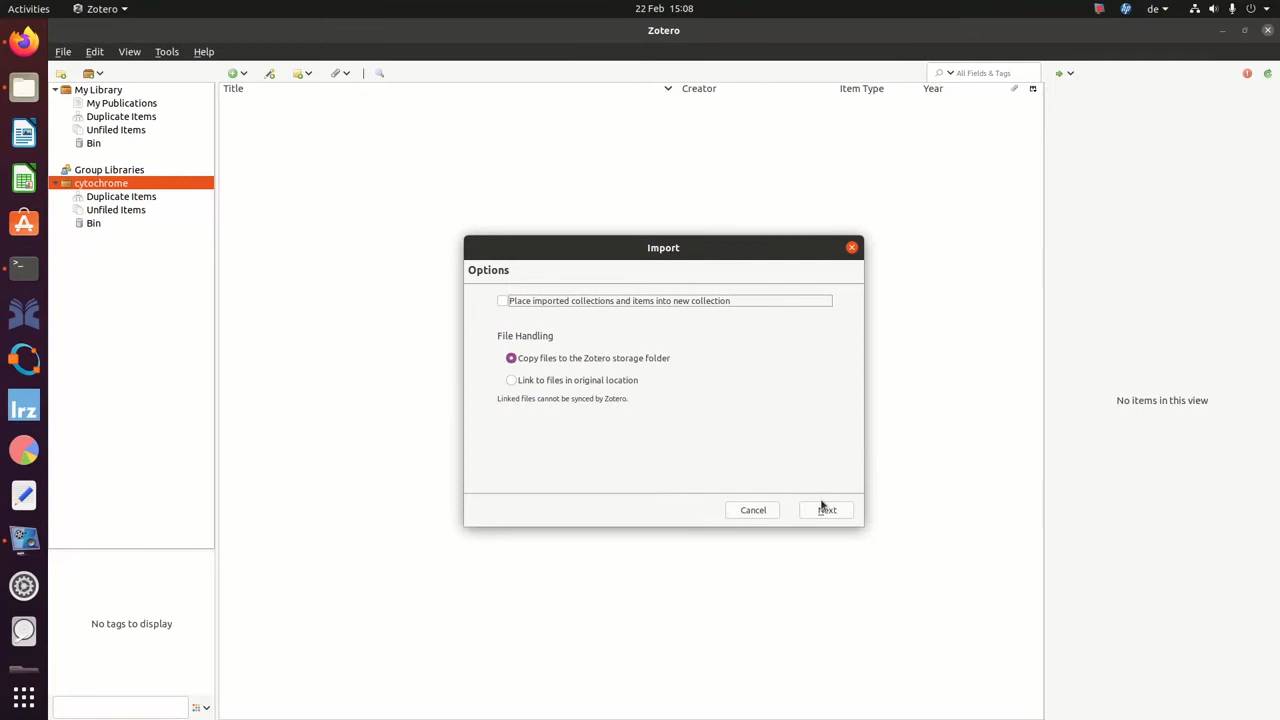 Activities
Zotero
22 Feb 15:08
de
Zotero
File Edit View Tools Help
All Fields & Tags
My Library
My Publications
Duplicate Items
Unfiled Items
Bin
Group Libraries
cytochrome
Duplicate Items
Unfiled Items
Bin
Title Creator Item Type Year
Import
Options
Place imported collections and items into new collection
File Handling
Copy files to the Zotero storage folder
Link to files in original location
Linked files cannot be synced by Zotero.
Cancel Next
No items in this view
No tags to display
lrz